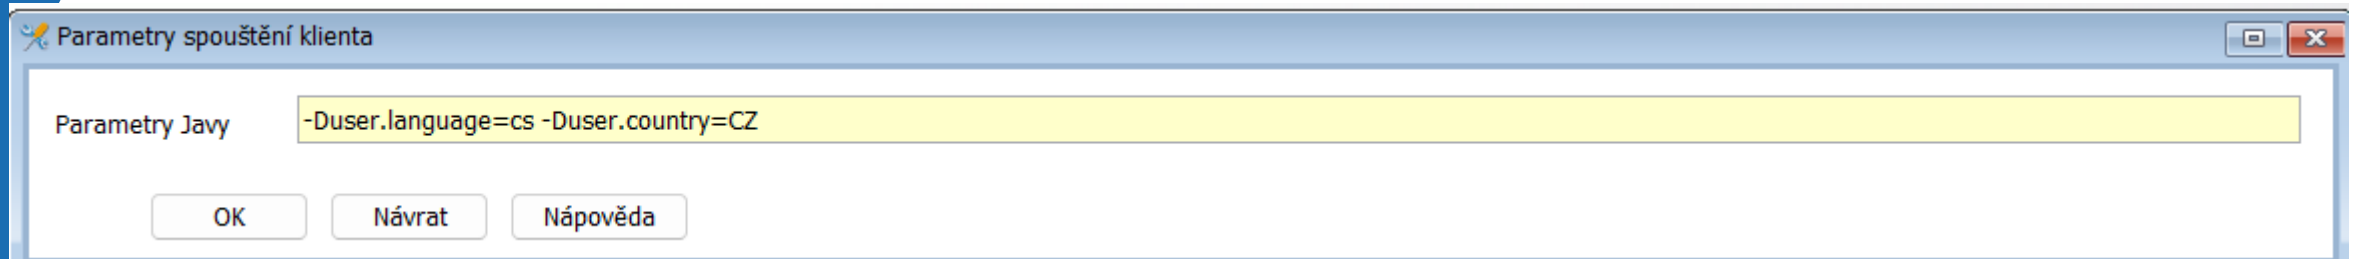 Parametry spouštění klienta
Parametry Javy -Duser.language=cs -Duser.country=CZ
OK Návrat Nápověda